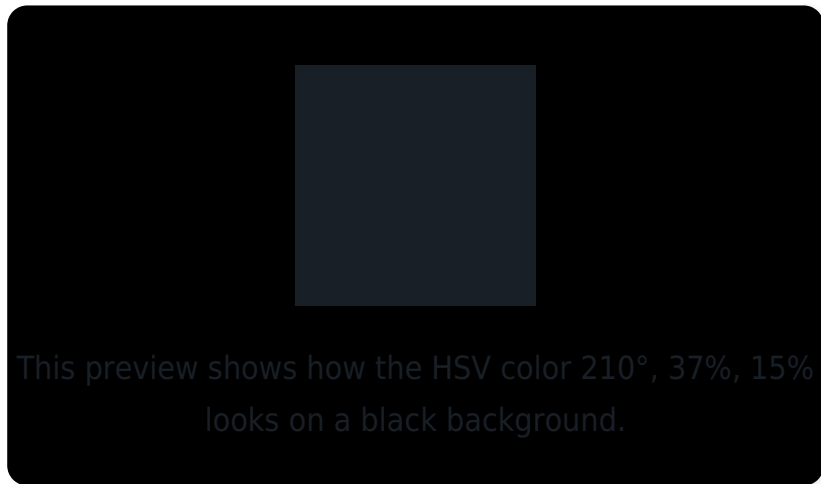 This preview shows how the HSV color 210°, 37%, 15%
looks on a black background.